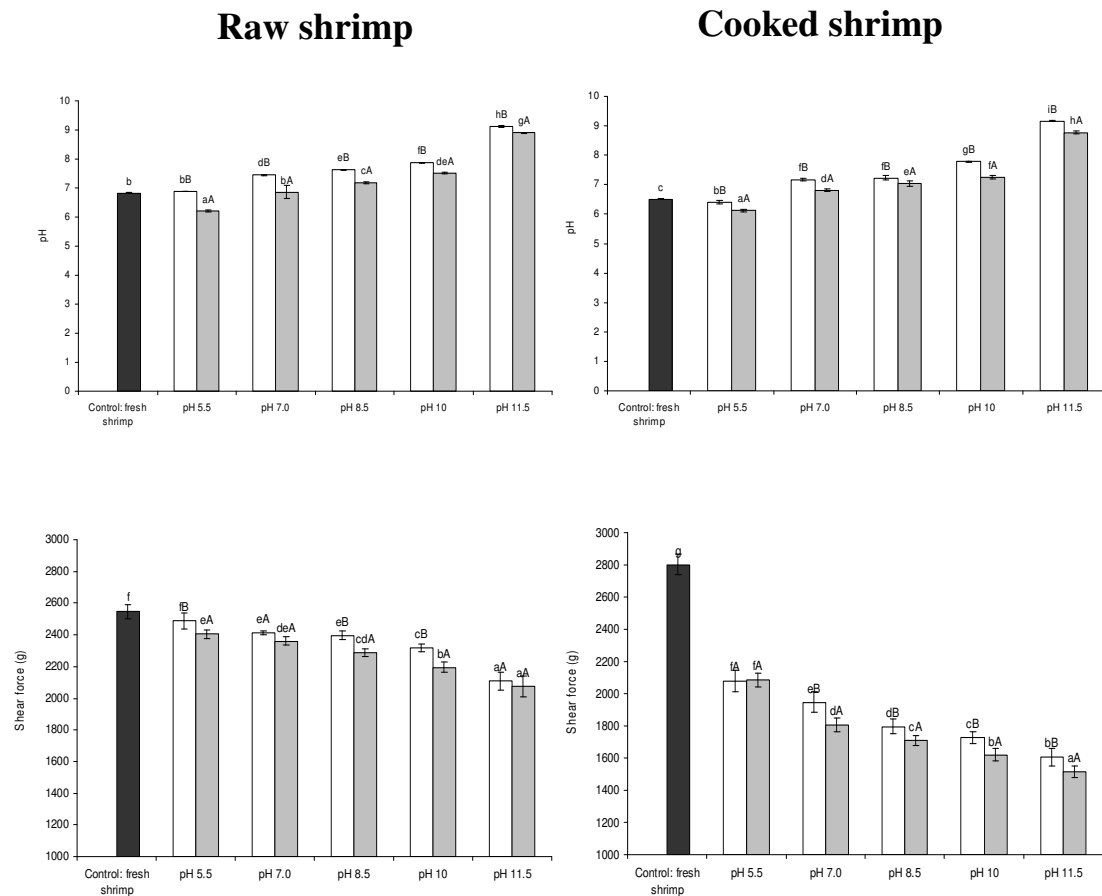 Raw shrimp
Cooked shrimp
10
9
8
7
6
5
4
3
2
1
0
pH
b
bB
aA
dB
bA
eB
cA
fB
deA
hB
gA
Control: fresh
shrimp
pH 5.5
pH 7.0
pH 8.5
pH 10
pH 11.5
10
9
8
7
6
5
4
3
2
1
0
pH
c
bB
aA
fB
dA
fB
eA
gB
fA
iB
hA
Control: fresh
shrimp
pH 5.5
pH 7.0
pH 8.5
pH 10
pH 11.5
3000
2800
2600
2400
2200
2000
1800
1600
1400
1200
1000
Shear force (g)
f
fB
eA
eA
deA
eB
cdA
cB
bA
aA
aA
Control: fresh
shrimp
pH 5.5
pH 7.0
pH 8.5
pH 10
pH 11.5
3000
2800
2600
2400
2200
2000
1800
1600
1400
1200
1000
Shear force (g)
g
fA
fA
eB
dA
dB
cA
cB
bA
bB
aA
Control: fresh
shrimp
pH 5.5
pH 7.0
pH 8.5
pH 10
pH 11.5